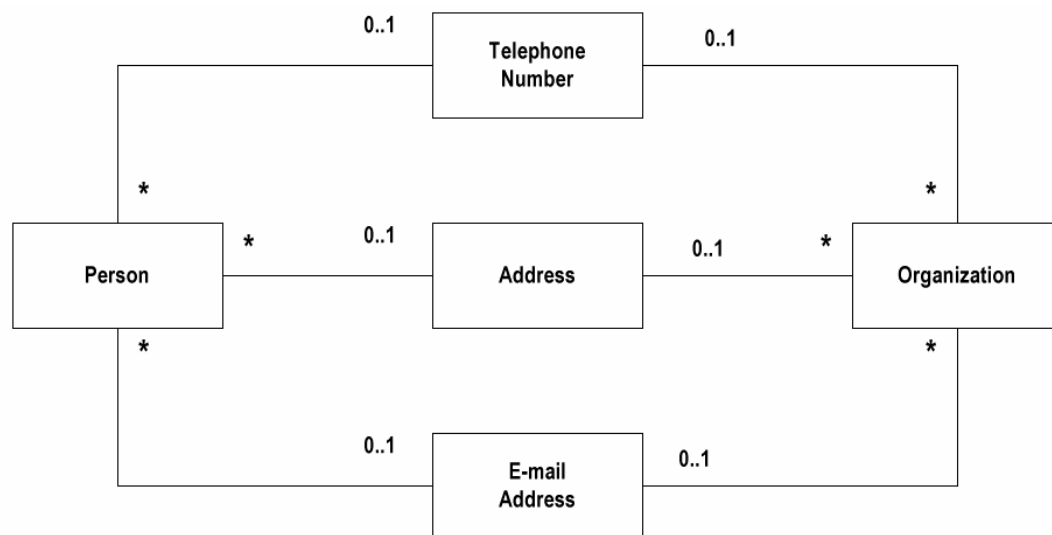 0..1
Telephone
Number
0..1
*
*
Person
*
0..1
Address
0..1
*
Organization
*
*
0..1
E-mail
Address
0..1